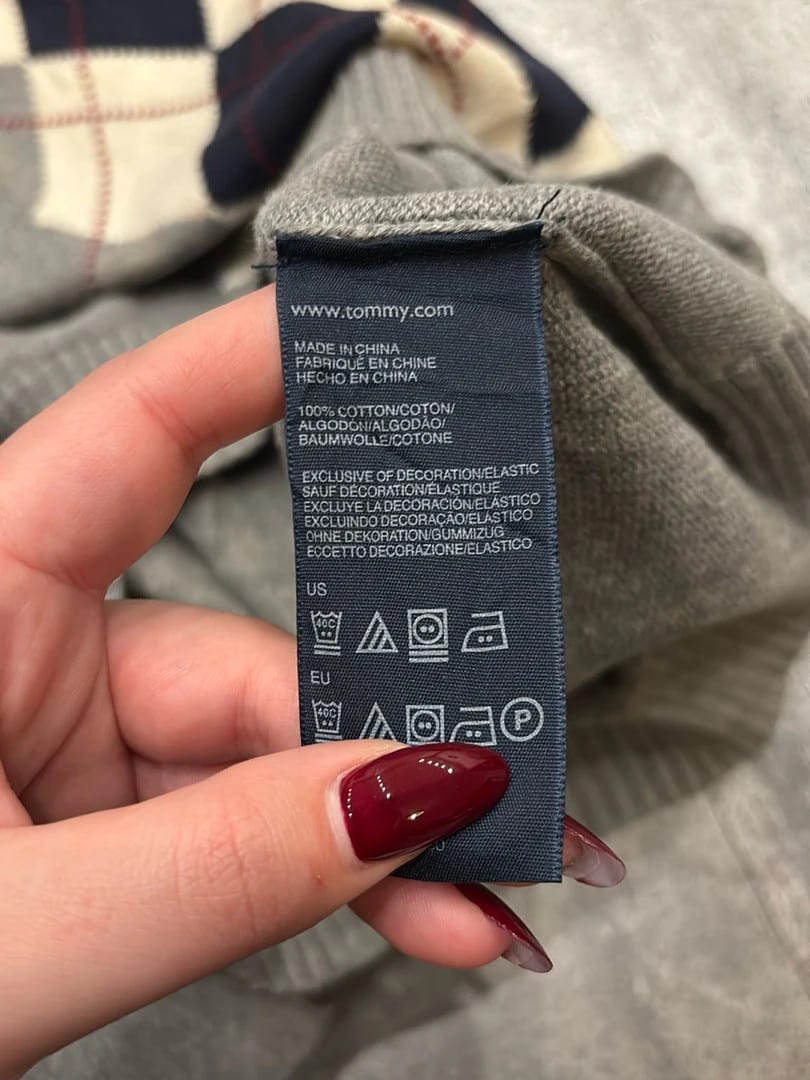 www.tommy.com
MADE IN CHINA
FABRIQUÉ EN CHINE
HECHO EN CHINA
100% COTTON/COTON/
ALGODÓN/ALGODÃO/
BAUMWOLLE/COTONE
EXCLUSIVE OF DECORATION/ELASTIC
SAUF DÉCORATION/ÉLASTIQUE
EXCLUYE LA DECORACIÓN/ELÁSTICO
EXCLUINDO DECORAÇÃO/ELÁSTICO
OHNE DEKORATION/GUMMIZUG
ECCETTO DECORAZIONE/ELASTICO
US
40C
EU
40C P